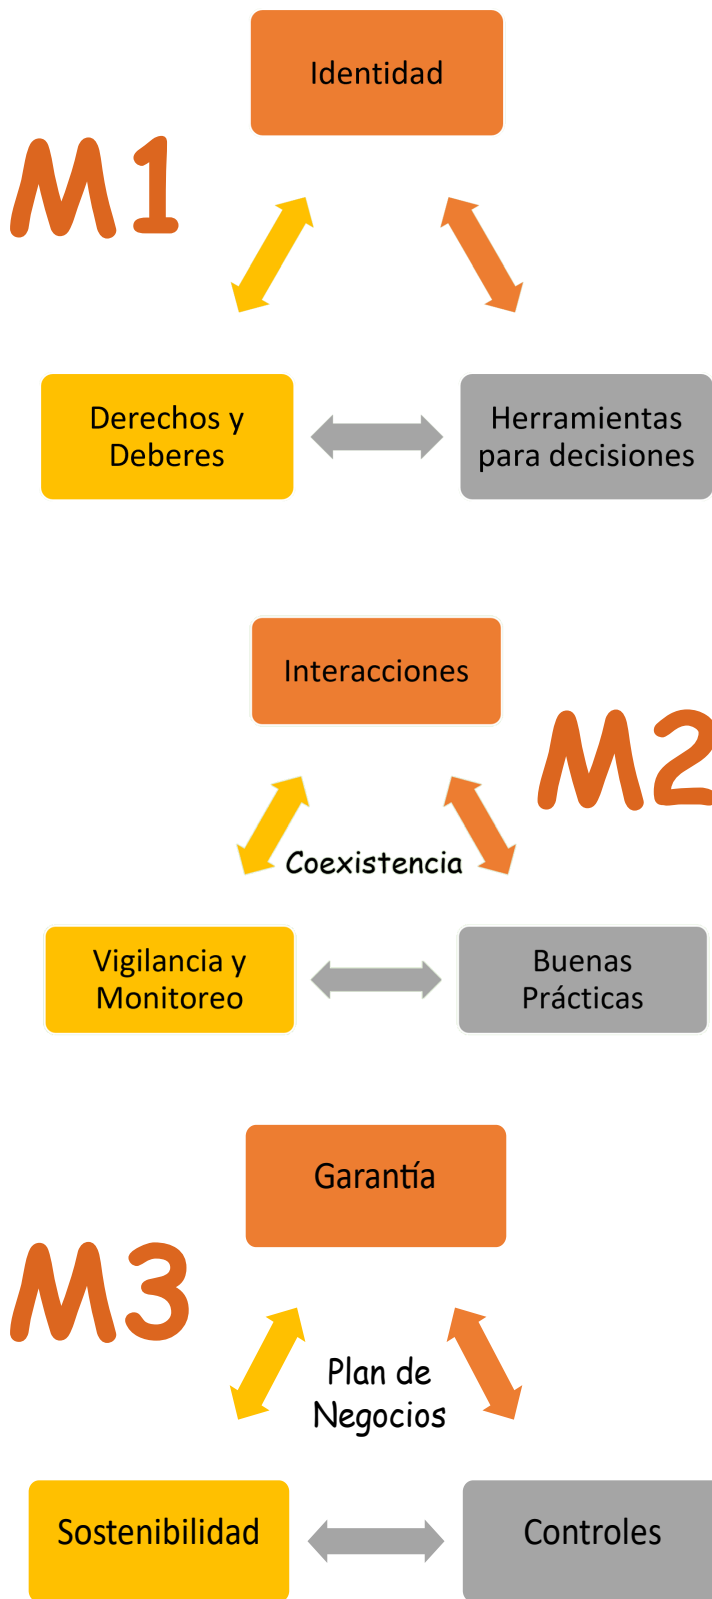 Identidad
M1
Derechos y
Deberes
Herramientas
para decisiones
Interacciones
M2
Coexistencia
Vigilancia y
Monitoreo
Buenas
Prácticas
Garantía
M3
Plan de
Negocios
Sostenibilidad
Controles